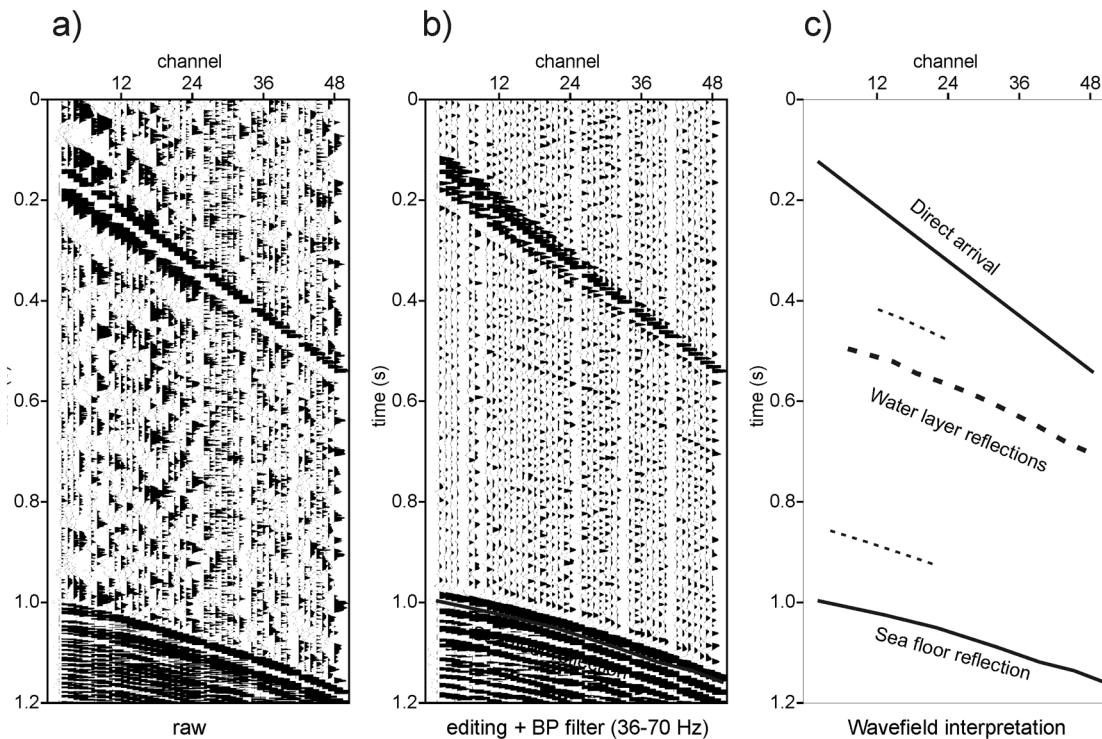 a)
b)
c)
channel
channel
channel
12 24 36 48
12 24 36 48
12 24 36 48
0
0.2
0.4
0.6
0.8
1.0
1.2
0
0.2
0.4
0.6
0.8
1.0
1.2
time (s)
0
0.2
0.4
0.6
0.8
1.0
1.2
time (s)
Direct arrival
Water layer reflections
Sea floor reflection
raw
editing + BP filter (36-70 Hz)
Wavefield interpretation